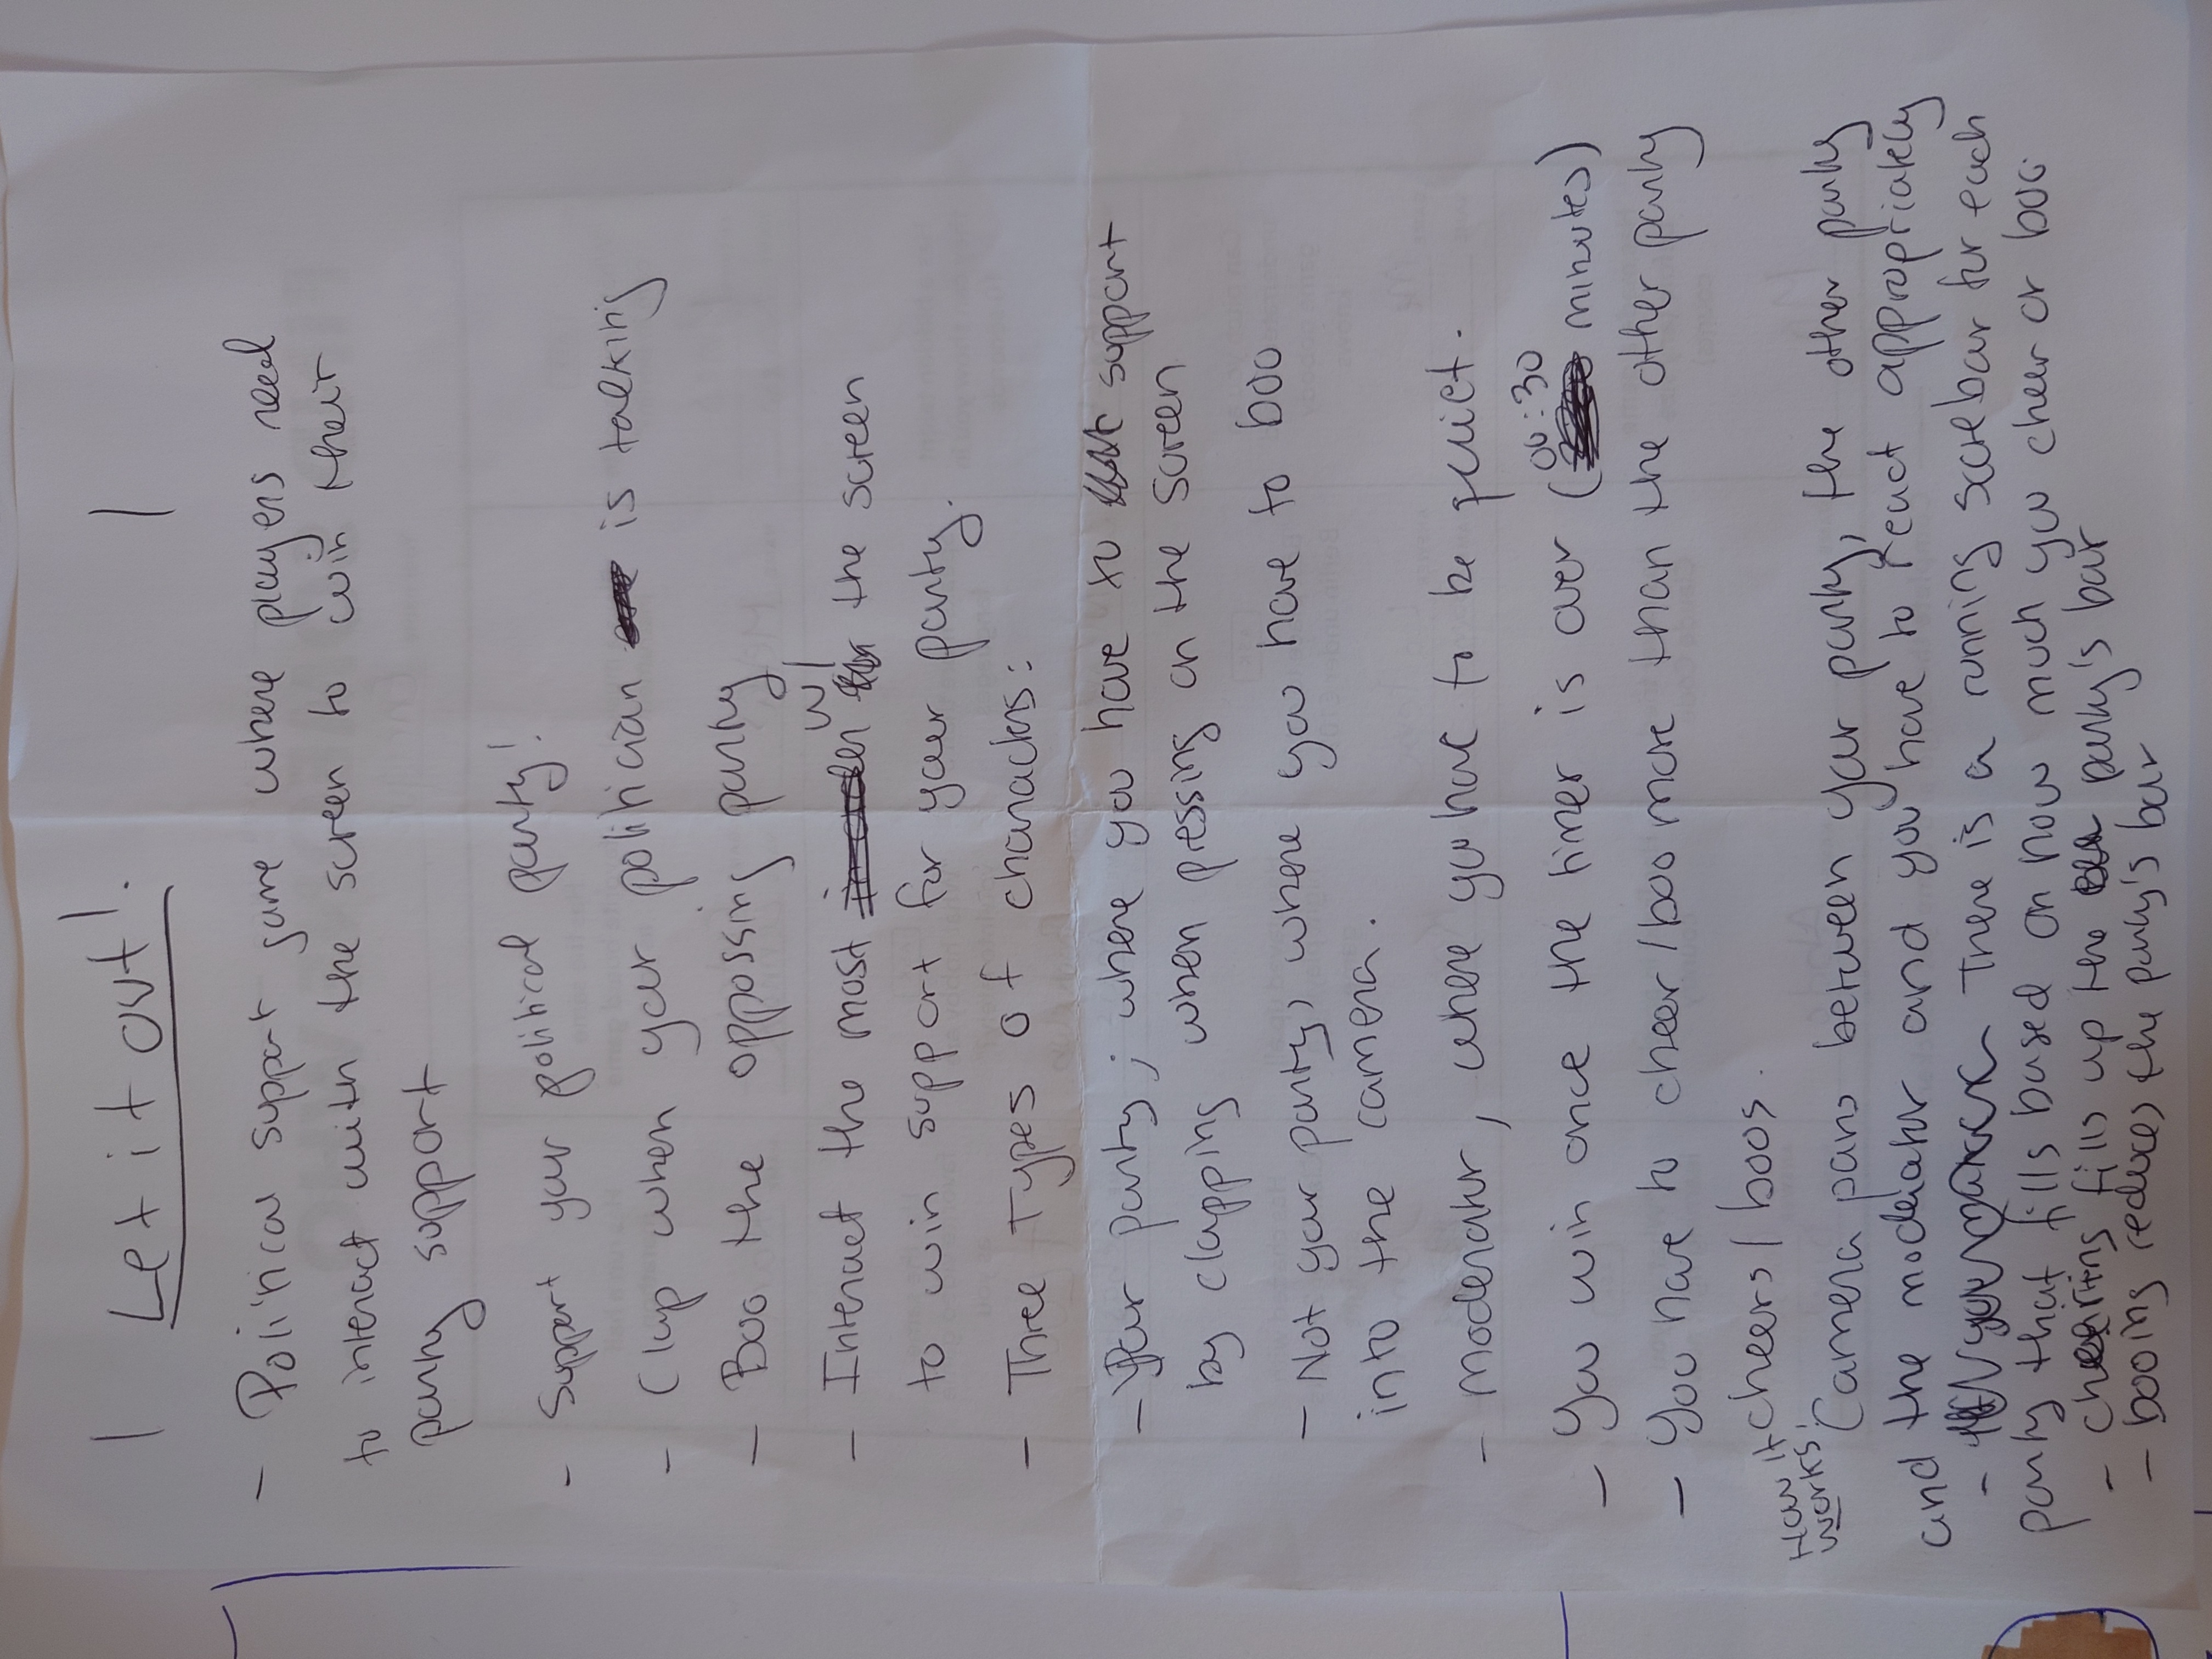 Let it out!
- Political support game where players need
to interact with the screen to win their
party support
- Support your political party!
- Clap when your politician is talking
- Boo the oppossing party
- Interact the most w/ the screen
to win support for your party.
- Three Types of characters:
- Your party; where you have to support
by clapping when pressing on the screen
- Not your party, where you have to boo
into the camera.
- moderator, where you have to be quiet.
- You win once the timer is over (00:30 minutes)
- You have to cheer/boo more than the other party
cheers/boos.
How it works:
Camera pans between your party, the other party
and the moderator and you have to react appropriately
- There is a running scorebar for each
party that fills based on how much you cheer or boo.
- cheering fills up the party's bar
- booing reduces the party's bar